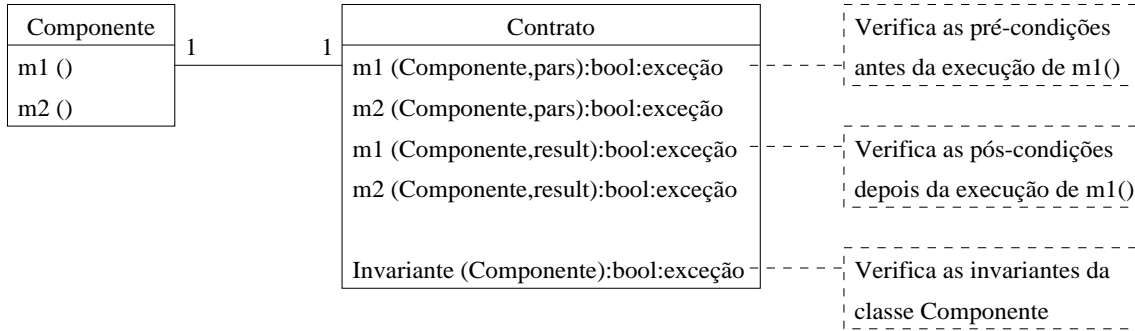 Componente
m1 ()
m2 ()
1
1
Contrato
m1 (Componente,pars):bool:exceção
m2 (Componente,pars):bool:exceção
m1 (Componente,result):bool:exceção
m2 (Componente,result):bool:exceção
Invariante (Componente):bool:exceção
Verifica as pré-condições
antes da execução de m1()
Verifica as pós-condições
depois da execução de m1()
Verifica as invariantes da
classe Componente